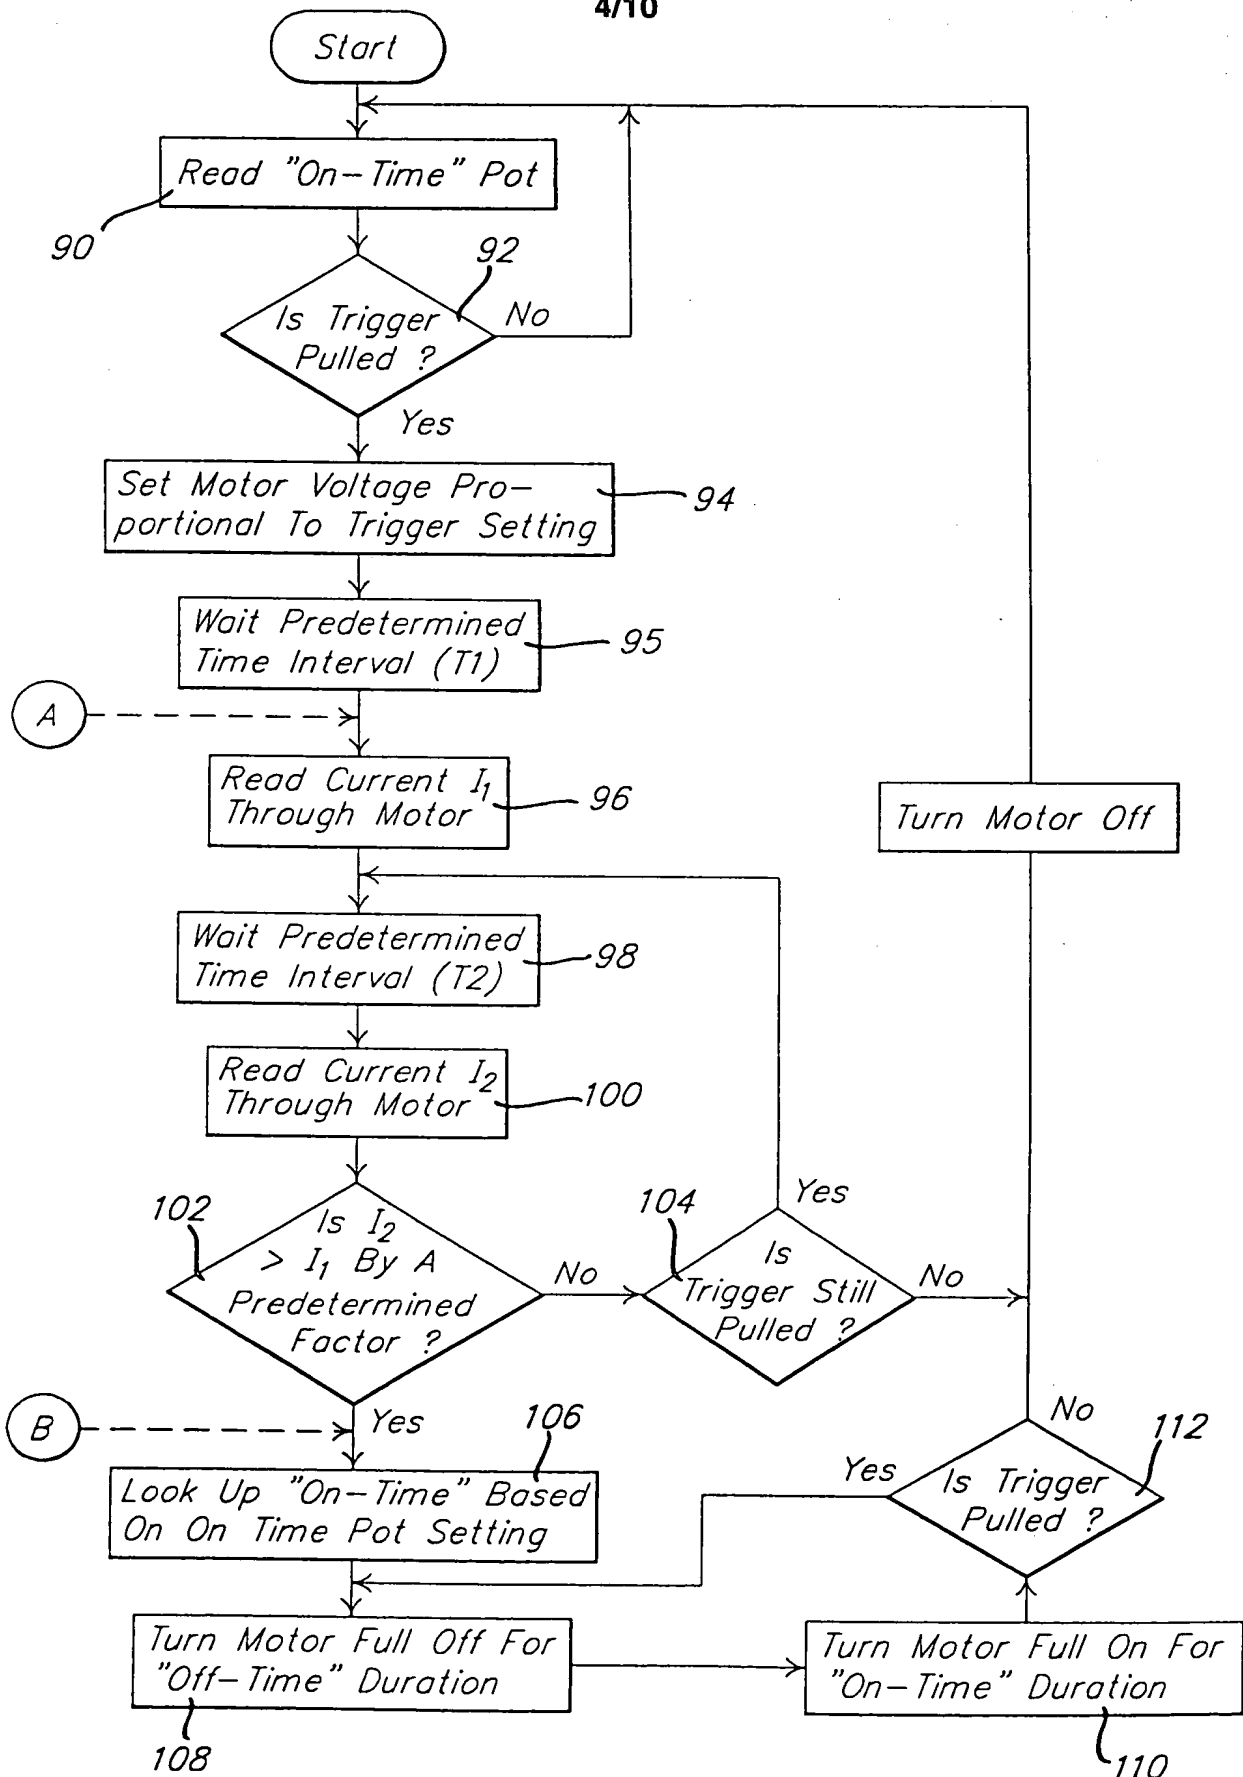 4/10
Start
Read "On-Time" Pot
90
92
Is Trigger
Pulled ?
No
Yes
Set Motor Voltage Pro-
portional To Trigger Setting
94
Wait Predetermined
Time Interval (T1)
95
A
Read Current I1
Through Motor
96
Turn Motor Off
Wait Predetermined
Time Interval (T2)
98
Read Current I2
Through Motor
100
102
Is I2
> I1 By A
Predetermined
Factor ?
No
104
Yes
Is
Trigger Still
Pulled ?
No
B
Yes
106
Look Up "On-Time" Based
On On Time Pot Setting
No
112
Yes
Is Trigger
Pulled ?
Turn Motor Full Off For
"Off-Time" Duration
108
Turn Motor Full On For
"On-Time" Duration
110